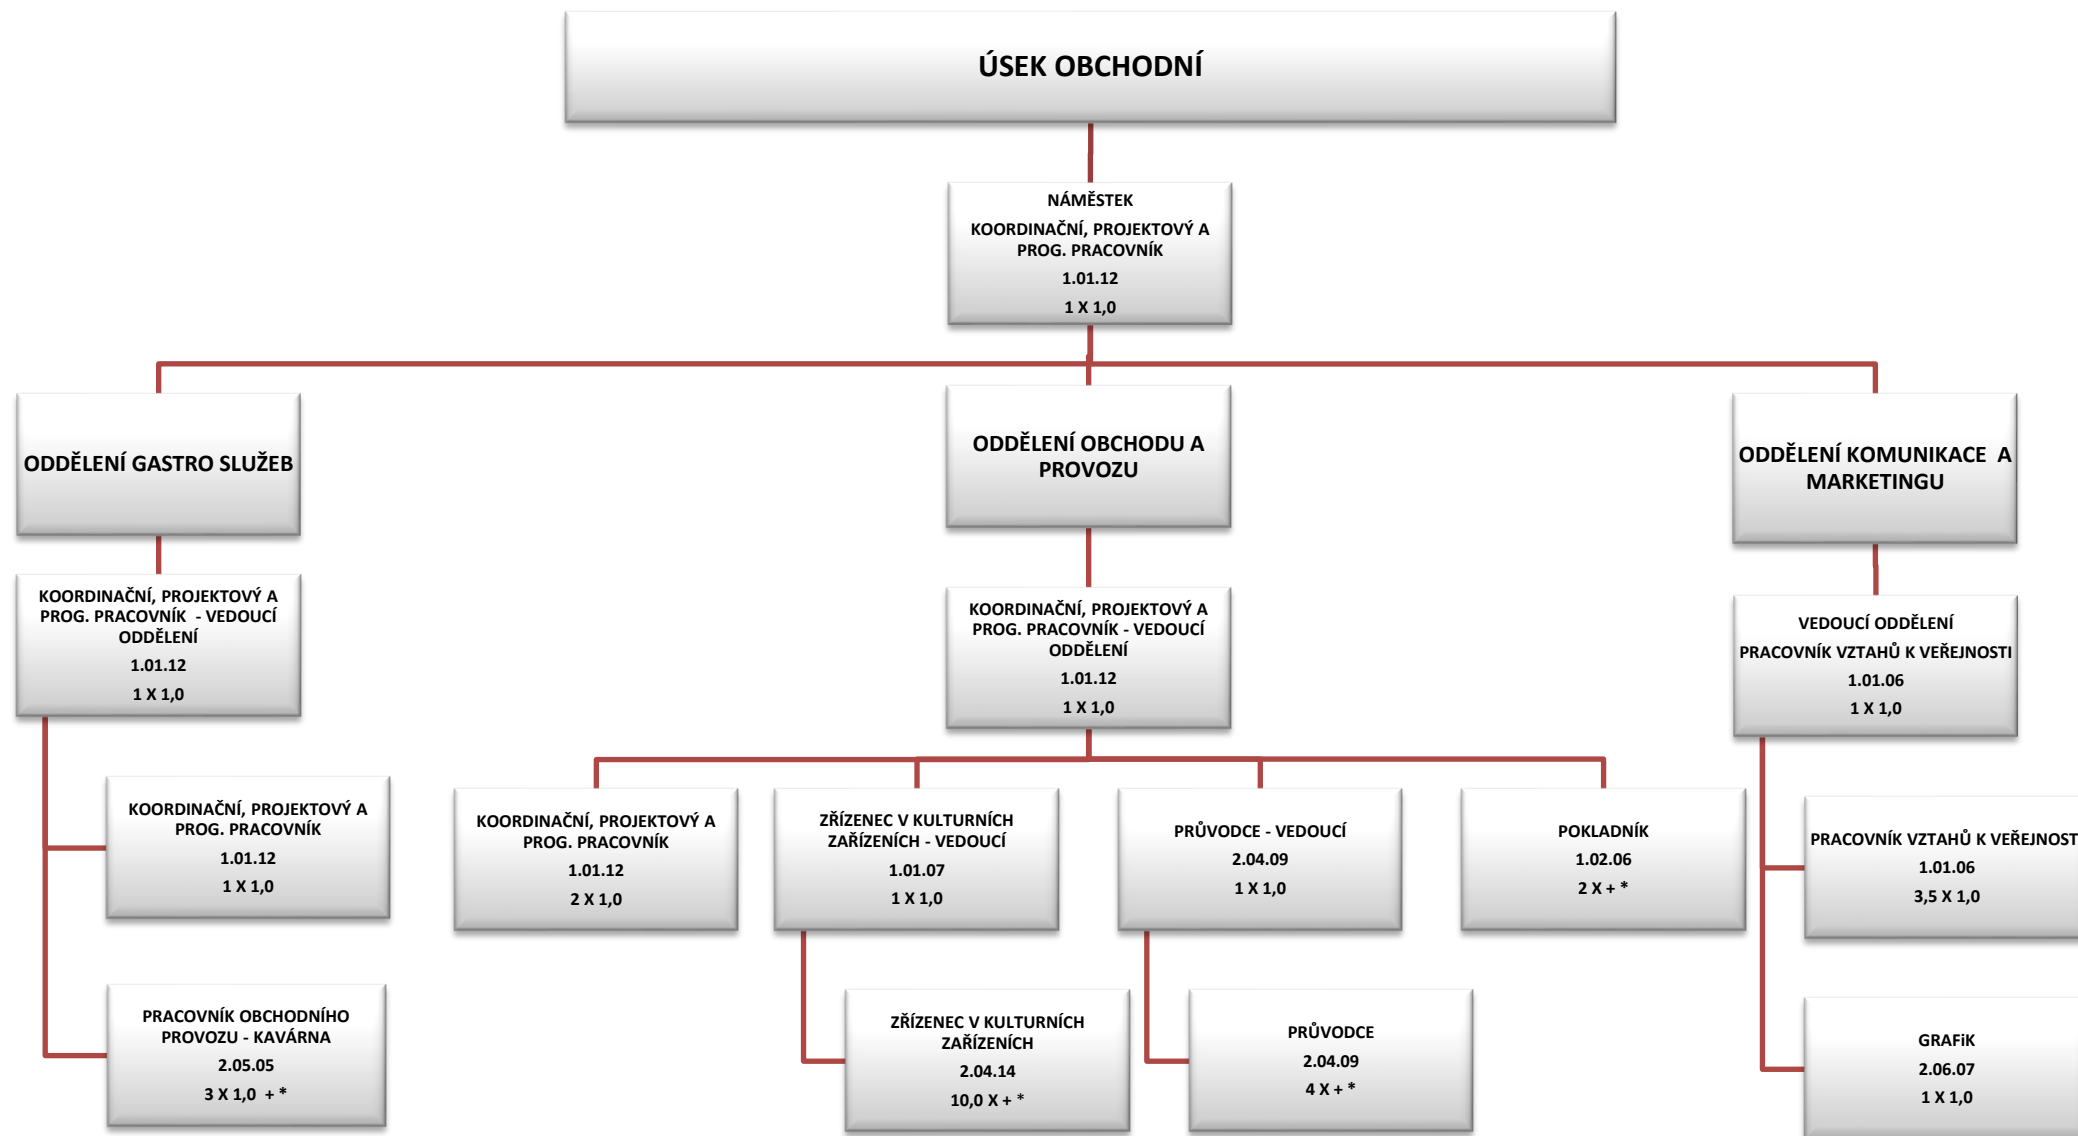 ÚSEK OBCHODNÍ
NÁMĚSTEK
KOORDINAČNÍ, PROJEKTOVÝ A
PROG. PRACOVNÍK
1.01.12
1 X 1,0
ODDĚLENÍ GASTRO SLUŽEB
KOORDINAČNÍ, PROJEKTOVÝ A
PROG. PRACOVNÍK - VEDOUCÍ
ODDĚLENÍ
1.01.12
1 X 1,0
KOORDINAČNÍ, PROJEKTOVÝ A
PROG. PRACOVNÍK
1.01.12
1 X 1,0
PRACOVNÍK OBCHODNÍHO
PROVOZU - KAVÁRNA
2.05.05
3 X 1,0 + *
ODDĚLENÍ OBCHODU A
PROVOZU
KOORDINAČNÍ, PROJEKTOVÝ A
PROG. PRACOVNÍK - VEDOUCÍ
ODDĚLENÍ
1.01.12
1 X 1,0
KOORDINAČNÍ, PROJEKTOVÝ A
PROG. PRACOVNÍK
1.01.12
2 X 1,0
ZŘÍZENEC V KULTURNÍCH
ZAŘÍZENÍCH - VEDOUCÍ
1.01.07
1 X 1,0
ZŘÍZENEC V KULTURNÍCH
ZAŘÍZENÍCH
2.04.14
10,0 X + *
PRŮVODCE - VEDOUCÍ
2.04.09
1 X 1,0
PRŮVODCE
2.04.09
4 X + *
POKLADNÍK
1.02.06
2 X + *
ODDĚLENÍ KOMUNIKACE A
MARKETINGU
VEDOUCÍ ODDĚLENÍ
PRACOVNÍK VZTAHŮ K VEŘEJNOSTI
1.01.06
1 X 1,0
PRACOVNÍK VZTAHŮ K VEŘEJNOST
1.01.06
3,5 X 1,0
GRAFiK
2.06.07
1 X 1,0